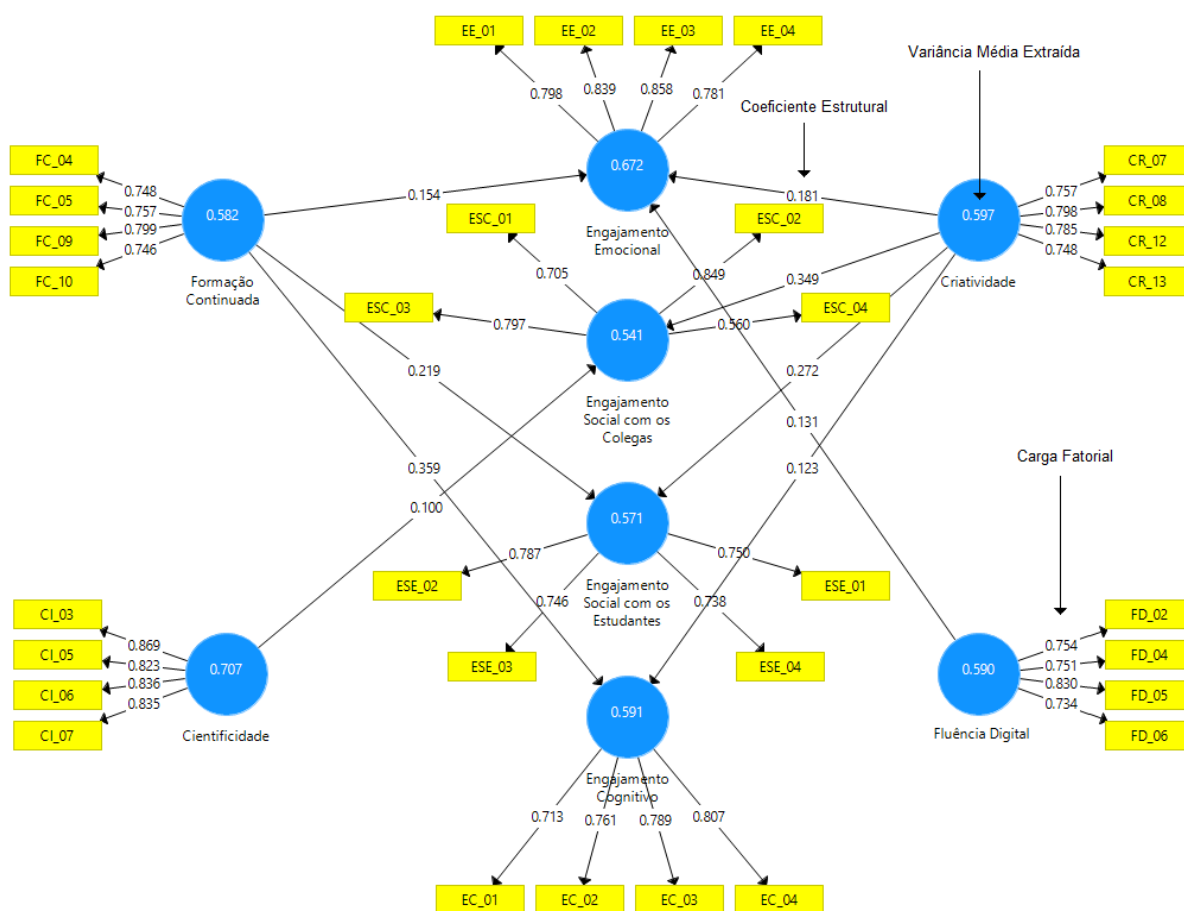 EE_01
EE_02
EE_03
EE_04
Variância Média Extraída
0.798
0.839
0.858
0.781
Coeficiente Estrutural
FC_04
FC_05
FC_09
FC_10
0.748
0.757
0.799
0.746
0.582
Formação
Continuada
0.154
0.672
Engajamento
Emocional
0.181
0.597
Criatividade
CR_07
CR_08
CR_12
CR_13
0.757
0.798
0.785
0.748
ESC_01
ESC_02
0.705
0.849
0.349
ESC_03
0.797
0.541
0.560
ESC_04
Engajamento
Social com os
Colegas
0.219
0.272
0.131
0.359
0.123
0.100
Carga Fatorial
0.571
Engajamento
Social com os
Estudantes
0.787
0.750
ESE_02
ESE_01
0.746
0.738
ESE_03
ESE_04
CI_03
CI_05
CI_06
CI_07
0.869
0.823
0.836
0.835
0.707
Cientificidade
0.590
Fluência Digital
0.754
0.751
0.830
0.734
FD_02
FD_04
FD_05
FD_06
0.591
Engajamento
Cognitivo
0.713
0.761
0.789
0.807
EC_01
EC_02
EC_03
EC_04